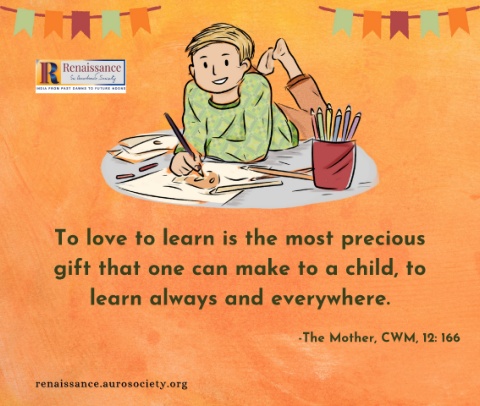 Renaissance
Sri Aurobindo Society
INDIA FROM PAST DAWNS TO FUTURE NOONS
To love to learn is the most precious
gift that one can make to a child, to
learn always and everywhere.
-The Mother, CWM, 12: 166
renaissance.aurosociety.org